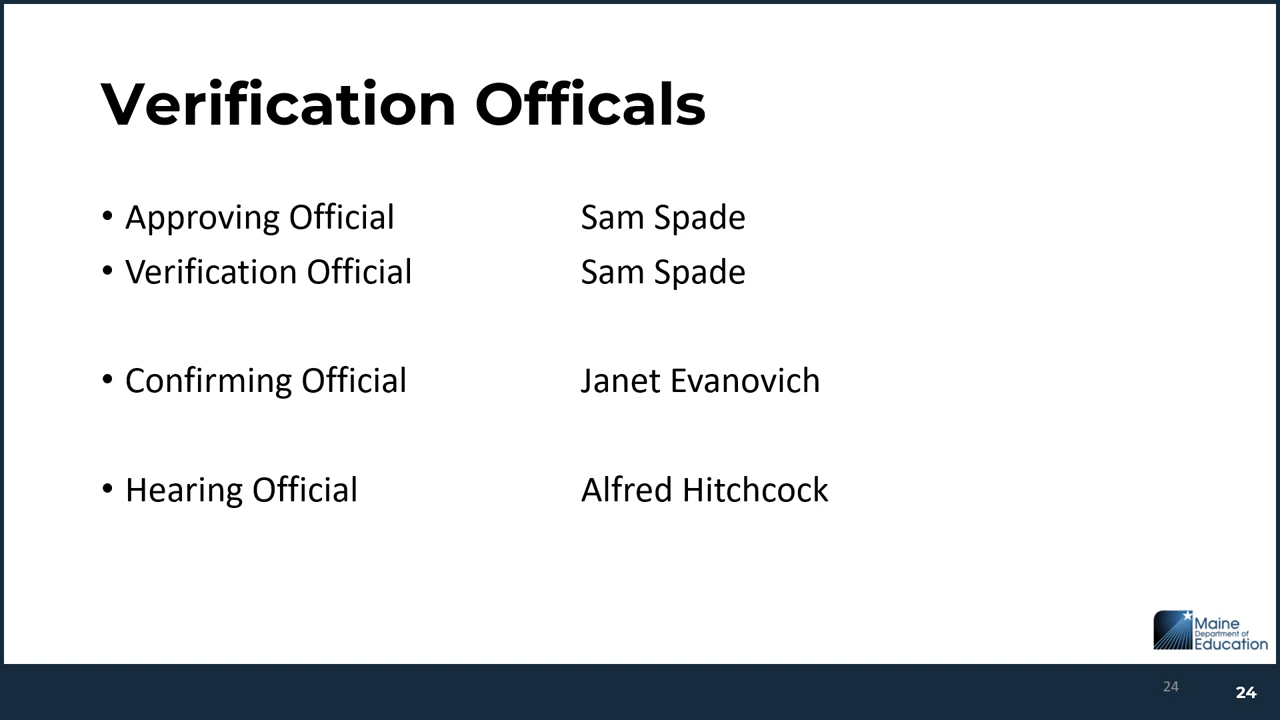 Verification Officals
• Approving Official Sam Spade
• Verification Official Sam Spade
• Confirming Official Janet Evanovich
• Hearing Official Alfred Hitchcock
Maine
Department of
Education
24
24